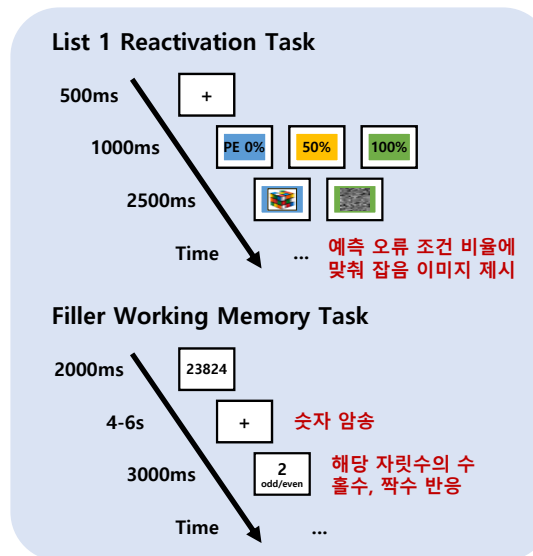 List 1 Reactivation Task
500ms
+
1000ms
PE 0%
50%
100%
2500ms
Time
...
예측 오류 조건 비율에
맞춰 잡음 이미지 제시
Filler Working Memory Task
2000ms
23824
4-6s
+
숫자 암송
3000ms
2
odd/even
해당 자릿수의 수
홀수, 짝수 반응
Time
...